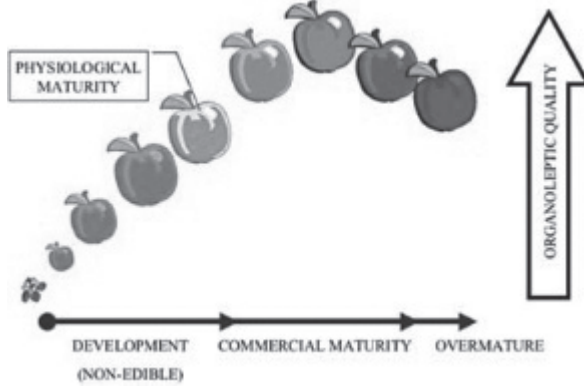 PHYSIOLOGICAL
MATURITY
ORGANOLEPTIC QUALITY
DEVELOPMENT
(NON-EDIBLE)
COMMERCIAL MATURITY
OVERMATURE